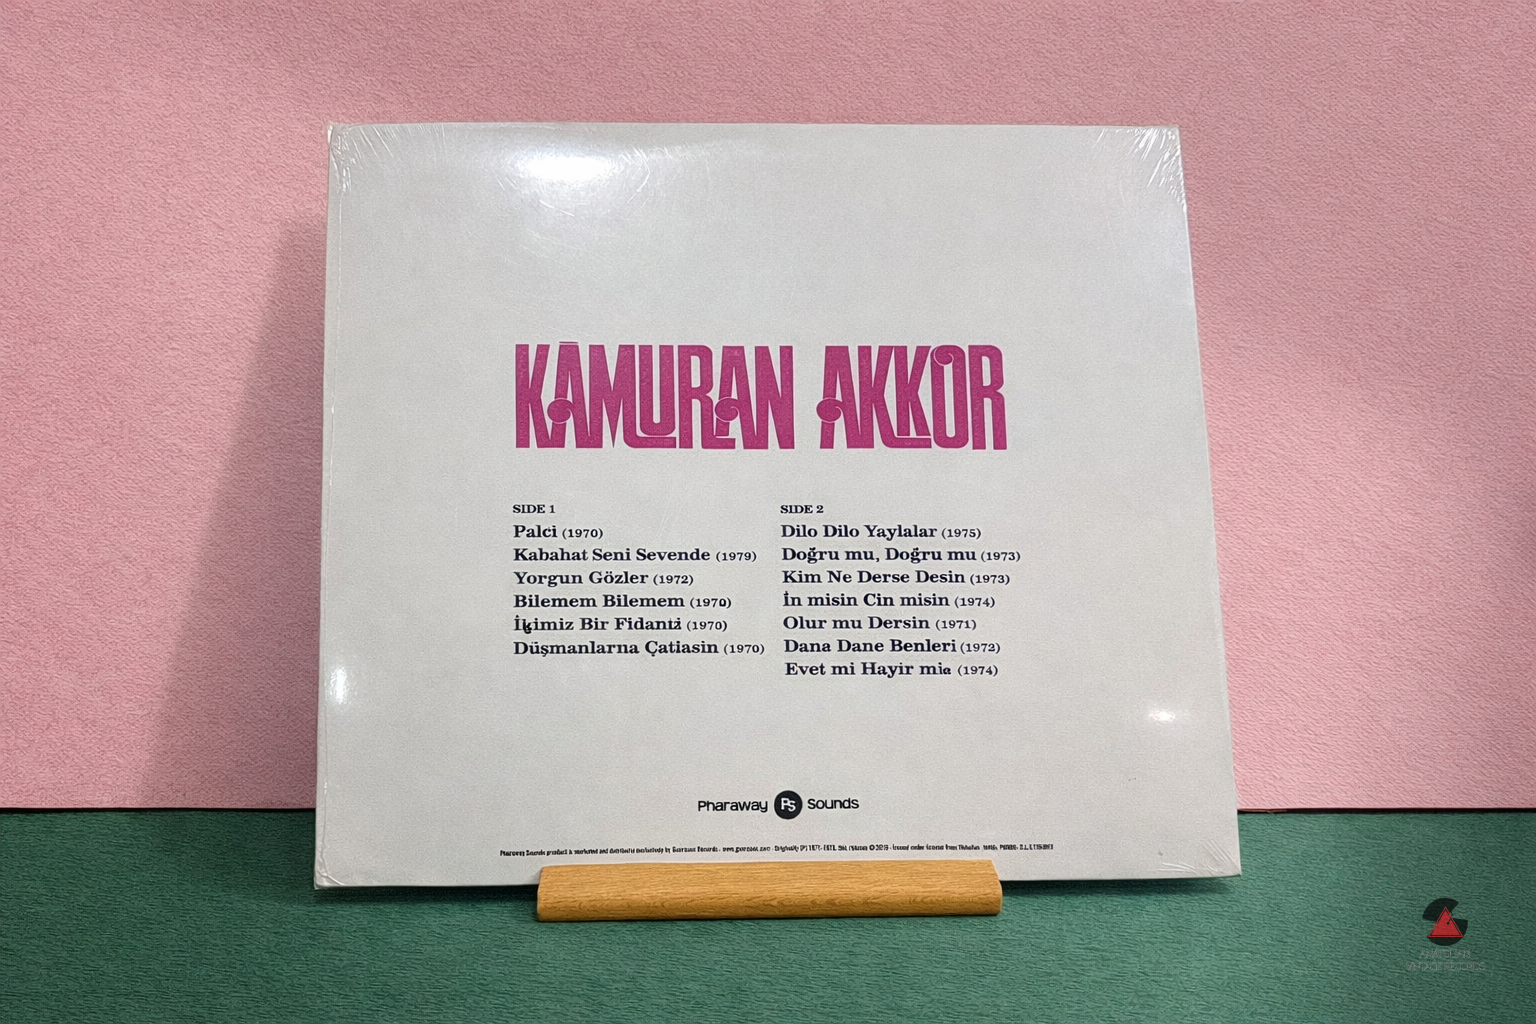 KAMURAN AKKOR
SIDE 1
Palci (1970)
Kabahat Seni Sevende (1979)
Yorgun Gözler (1972)
Bilemem Bilemem (1970)
İkimiz Bir Fidanız (1970)
Düşmanlarna Çatiasin (1970)
SIDE 2
Dilo Dilo Yaylalar (1975)
Doğru mu, Doğru mu (1973)
Kim Ne Derse Desin (1973)
İn misin Cin misin (1974)
Olur mu Dersin (1971)
Dana Dane Benleri (1972)
Evet mi Hayir mia (1974)
Pharaway PS Sounds